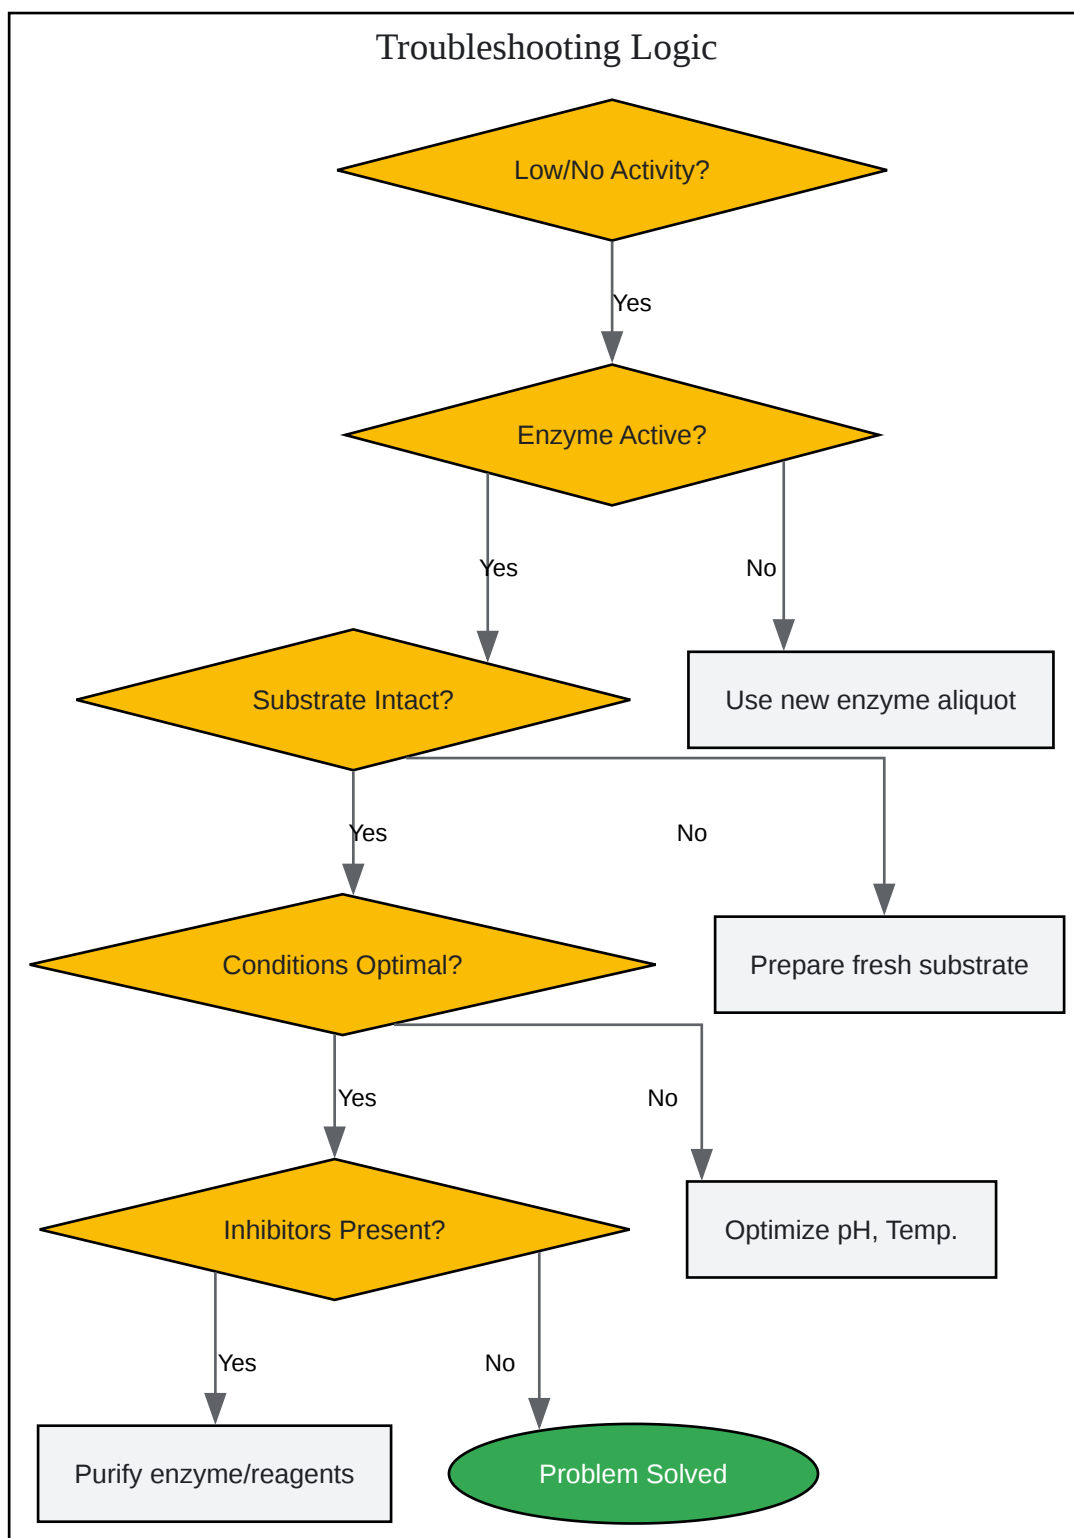 Troubleshooting Logic
Low/No Activity?
Yes
Enzyme Active?
Yes
No
Substrate Intact?
Use new enzyme aliquot
Yes
No
Conditions Optimal?
Prepare fresh substrate
Yes
No
Inhibitors Present?
Optimize pH, Temp.
Yes
No
Purify enzyme/reagents
Problem Solved